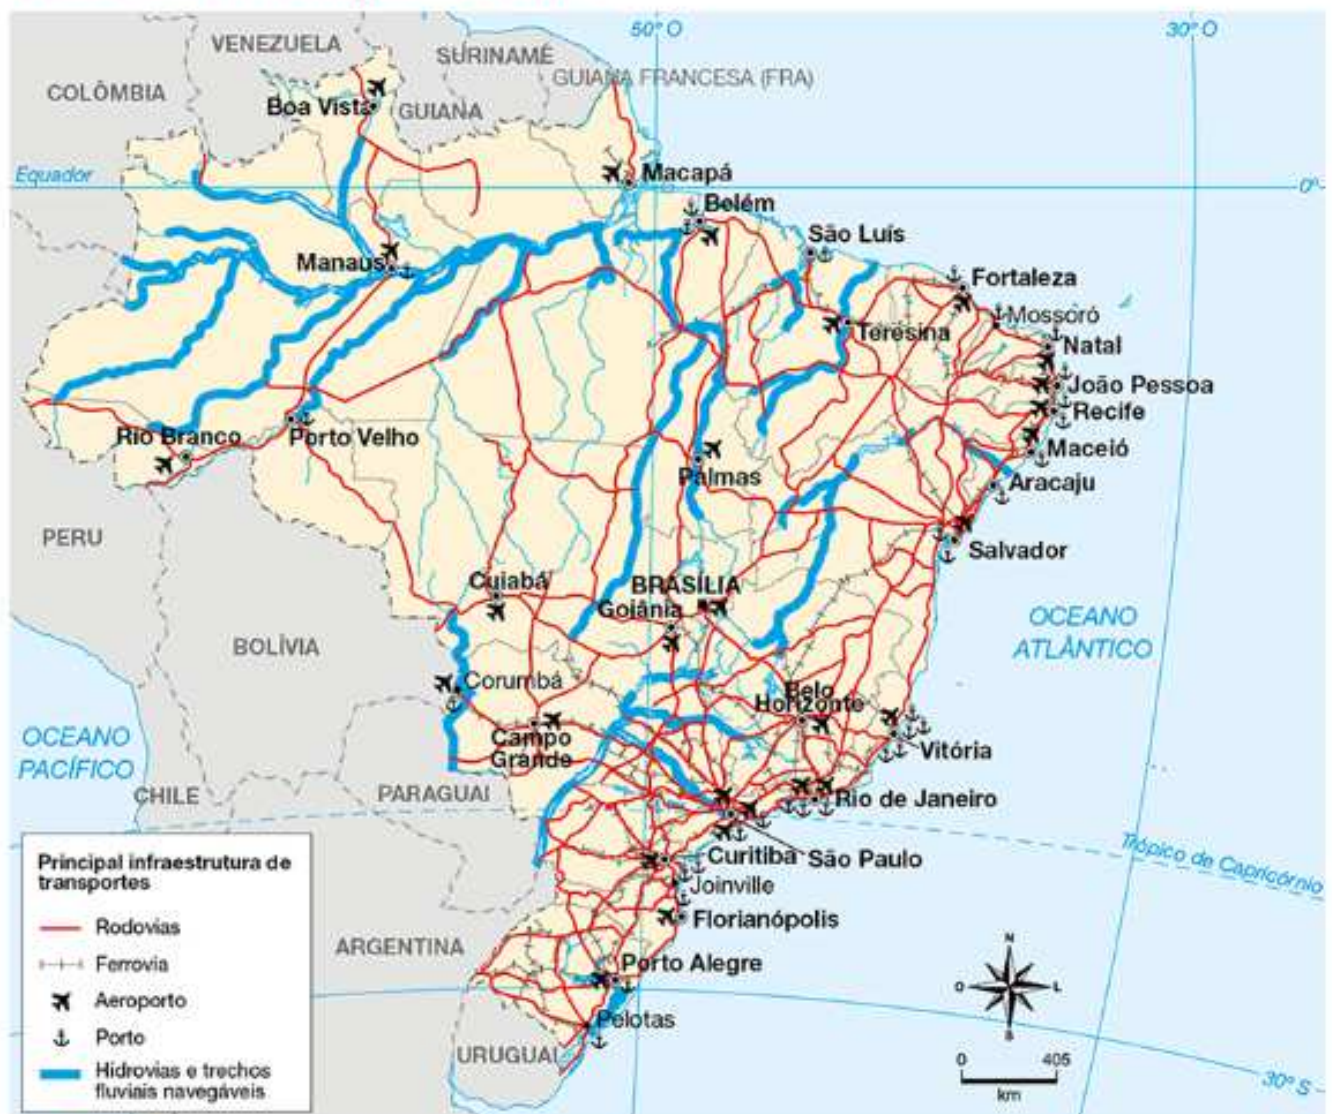 50° O
30° O
VENEZUELA
SURINAMÉ
COLÔMBIA
GUIANA FRANCESA (FRA)
Boa Vista
GUIANA
Equador
Macapá
0°
Belém
São Luís
Manaus
Fortaleza
Mossoró
Teresina
Natal
João Pessoa
Recife
Rio Branco
Porto Velho
Maceió
Palmas
Aracaju
PERU
Salvador
Cuiabá
BRASÍLIA
Goiânia
OCEANO
ATLÂNTICO
BOLÍVIA
Corumbá
Belo
Horizonte
OCEANO
PACÍFICO
Campo
Grande
Vitória
CHILE
PARAGUAI
Rio de Janeiro
Trópico de Capricórnio
Curitiba
São Paulo
Joinville
Florianópolis
ARGENTINA
Porto Alegre
Pelotas
URUGUAI
30° S
Principal infraestrutura de
transportes
Rodovias
Ferrovia
Aeroporto
Porto
Hidrovias e trechos
fluviais navegáveis
N
O
L
S
0
405
km